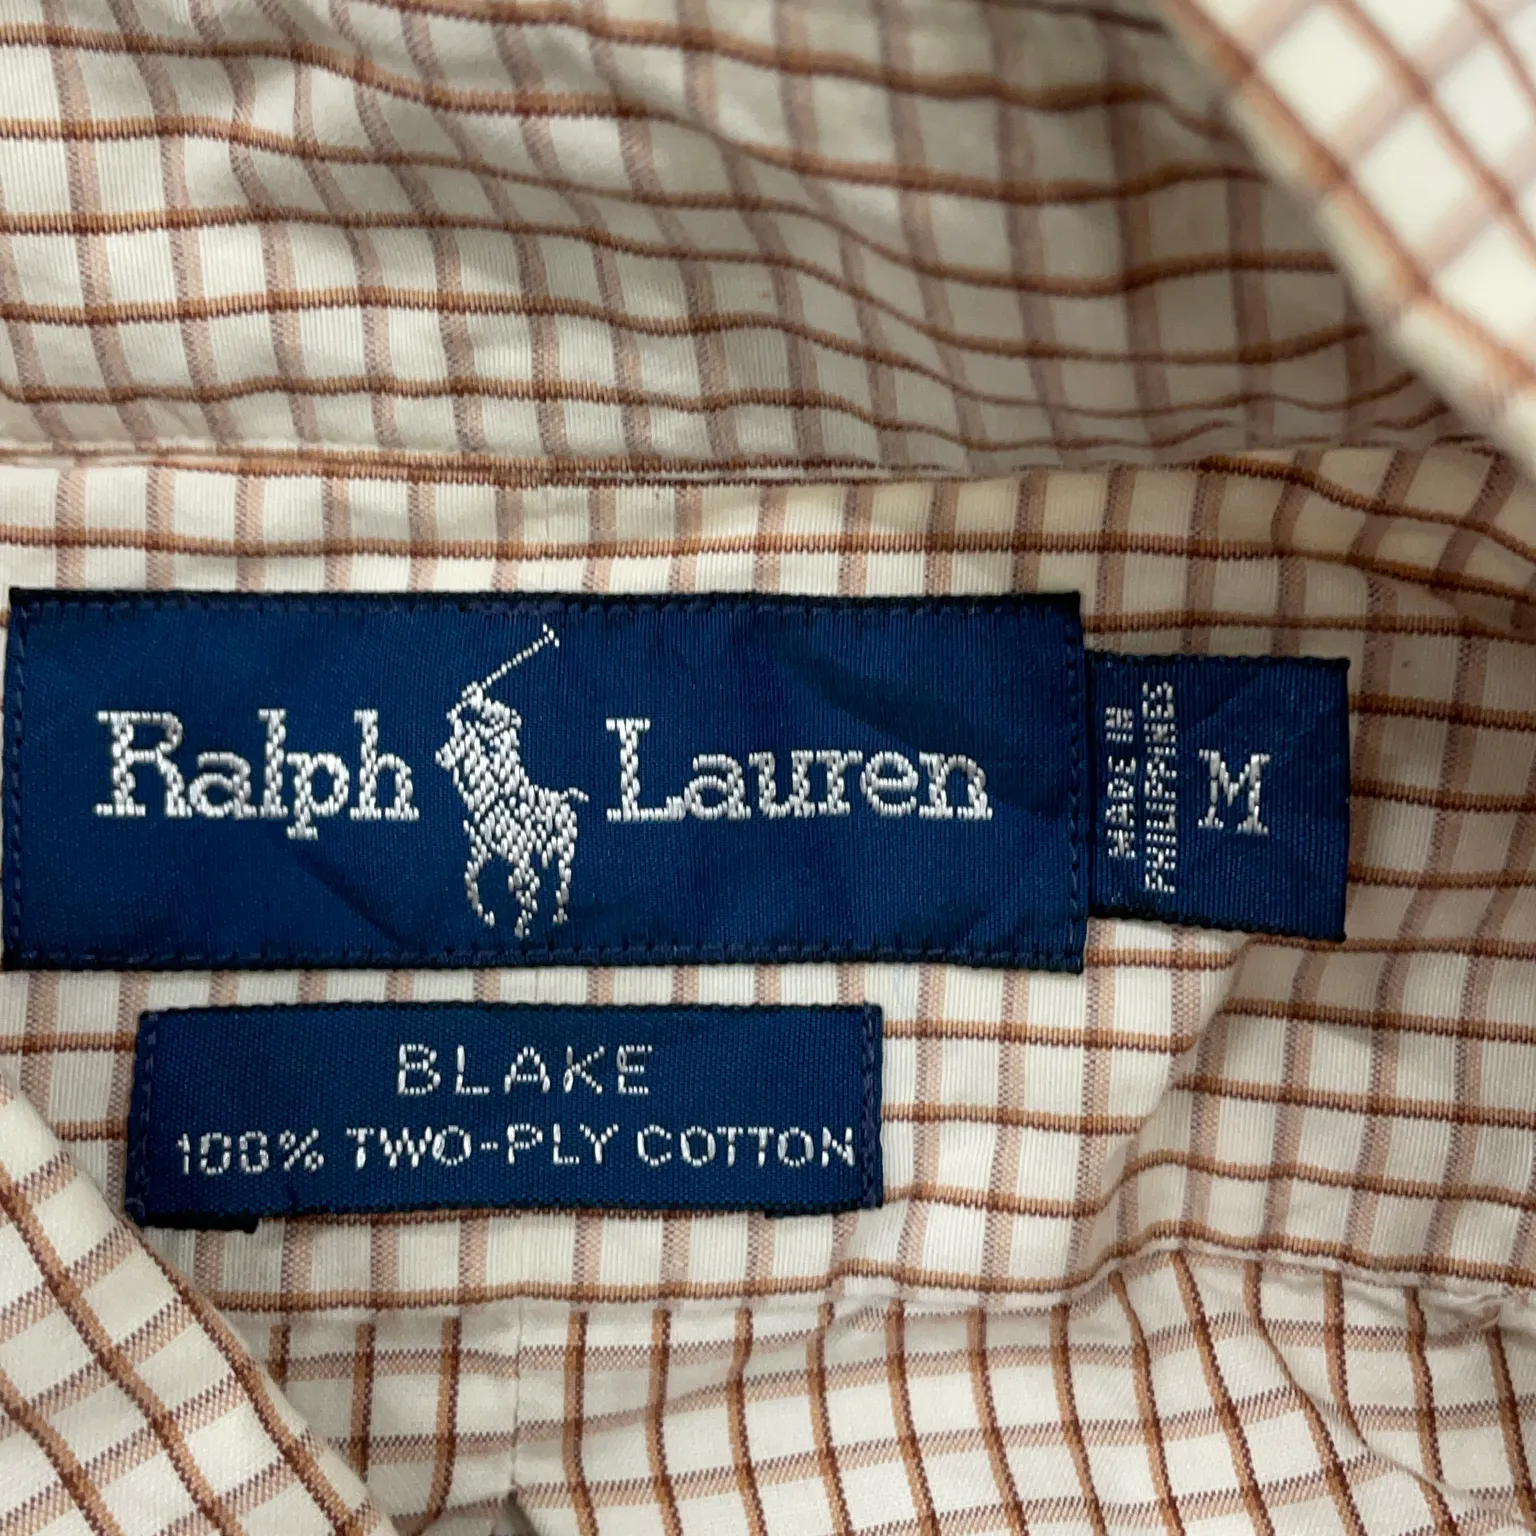 Ralph Lauren
MADE IN
PHILIPPINES
M
BLAKE
100% TWO-PLY COTTON